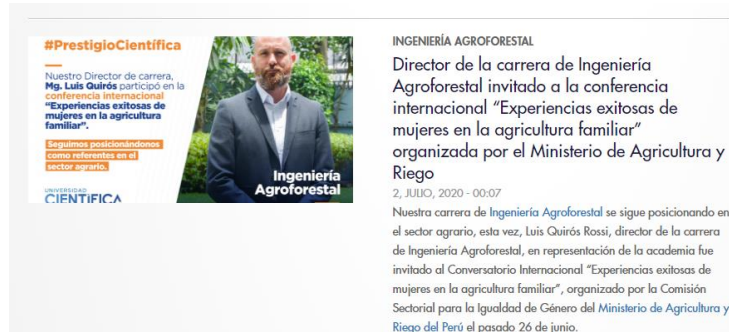 #PrestigioCientífica
Nuestro Director de carrera,
Mg. Luis Quirós participó en la
conferencia internacional
"Experiencias exitosas de
mujeres en la agricultura
familiar".
Seguimos posicionándonos
como referentes en el
sector agrario.
UNIVERSIDAD
CIENTÍFICA
Ingeniería
Agroforestal
INGENIERÍA AGROFORESTAL
Director de la carrera de Ingeniería
Agroforestal invitado a la conferencia
internacional "Experiencias exitosas de
mujeres en la agricultura familiar"
organizada por el Ministerio de Agricultura y
Riego
2, JULIO, 2020 - 00:07
Nuestra carrera de Ingeniería Agroforestal se sigue posicionando en
el sector agrario, esta vez, Luis Quirós Rossi, director de la carrera
de Ingeniería Agroforestal, en representación de la academia fue
invitado al Conversatorio Internacional "Experiencias exitosas de
mujeres en la agricultura familiar", organizado por la Comisión
Sectorial para la Igualdad de Género del Ministerio de Agricultura y
Riego del Perú el pasado 26 de junio.